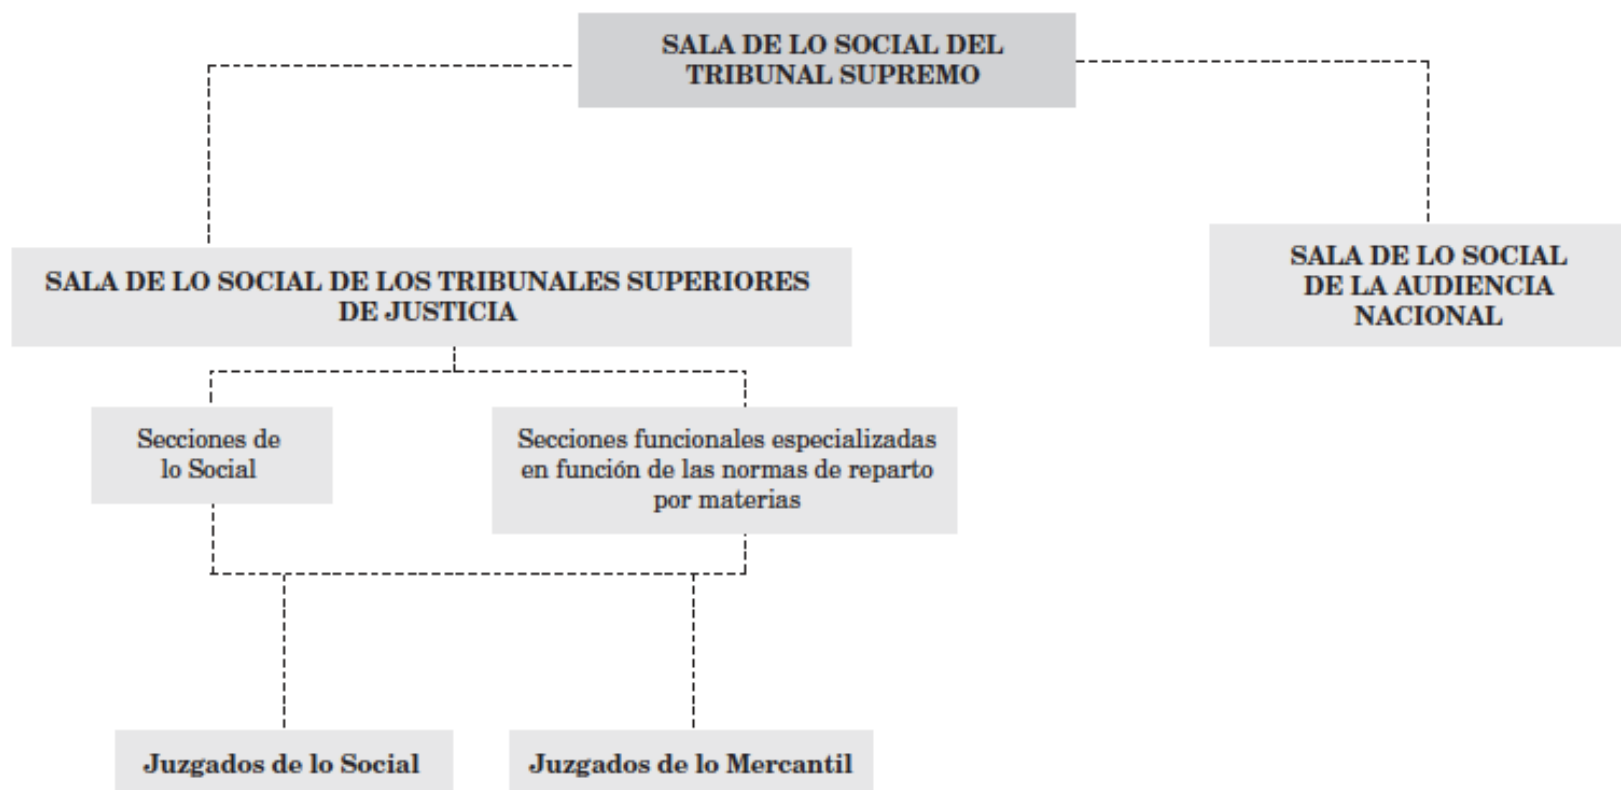 SALA DE LO SOCIAL DEL
TRIBUNAL SUPREMO
SALA DE LO SOCIAL DE LOS TRIBUNALES SUPERIORES
DE JUSTICIA
SALA DE LO SOCIAL
DE LA AUDIENCIA
NACIONAL
Secciones de
lo Social
Secciones funcionales especializadas
en función de las normas de reparto
por materias
Juzgados de lo Social
Juzgados de lo Mercantil